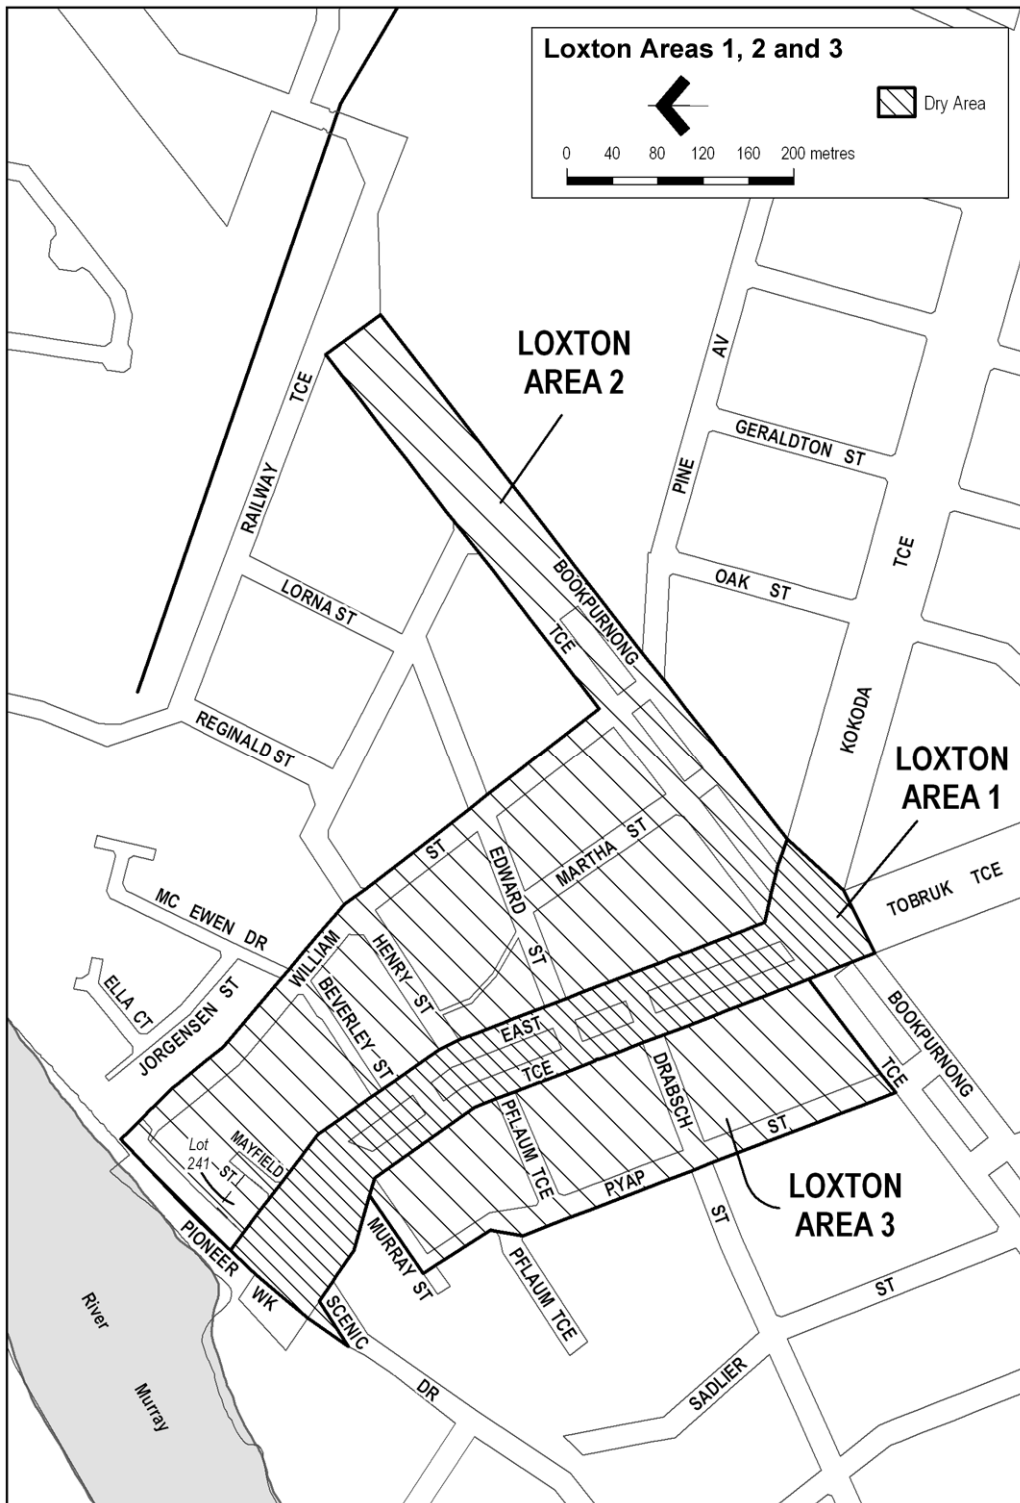 Loxton Areas 1, 2 and 3
Dry Area
0 40 80 120 160 200 metres
LOXTON
AREA 2
AV
GERALDTON ST
PINE
TCE
RAILWAY
TCE
OAK ST
LORNA ST
BOOKPURNONG
TCE
KOKODA
REGINALD ST
LOXTON
AREA 1
TOBRUK TCE
MARTHA ST
ST
EDWARD
ST
MC EWEN DR
WILLIAM
HENRY ST
BEVERLEY ST
ELLA CT
JORGENSEN ST
EAST
TCE
BOOKPURNONG
TCE
DRABSCH
ST
PFLAUM TCE
MAYFIELD
ST
Lot
241
PYAP
ST
LOXTON
AREA 3
PIONEER
WK
MURRAY ST
PFLAUM TCE
SCENIC
DR
ST
SADLIER
River
Murray